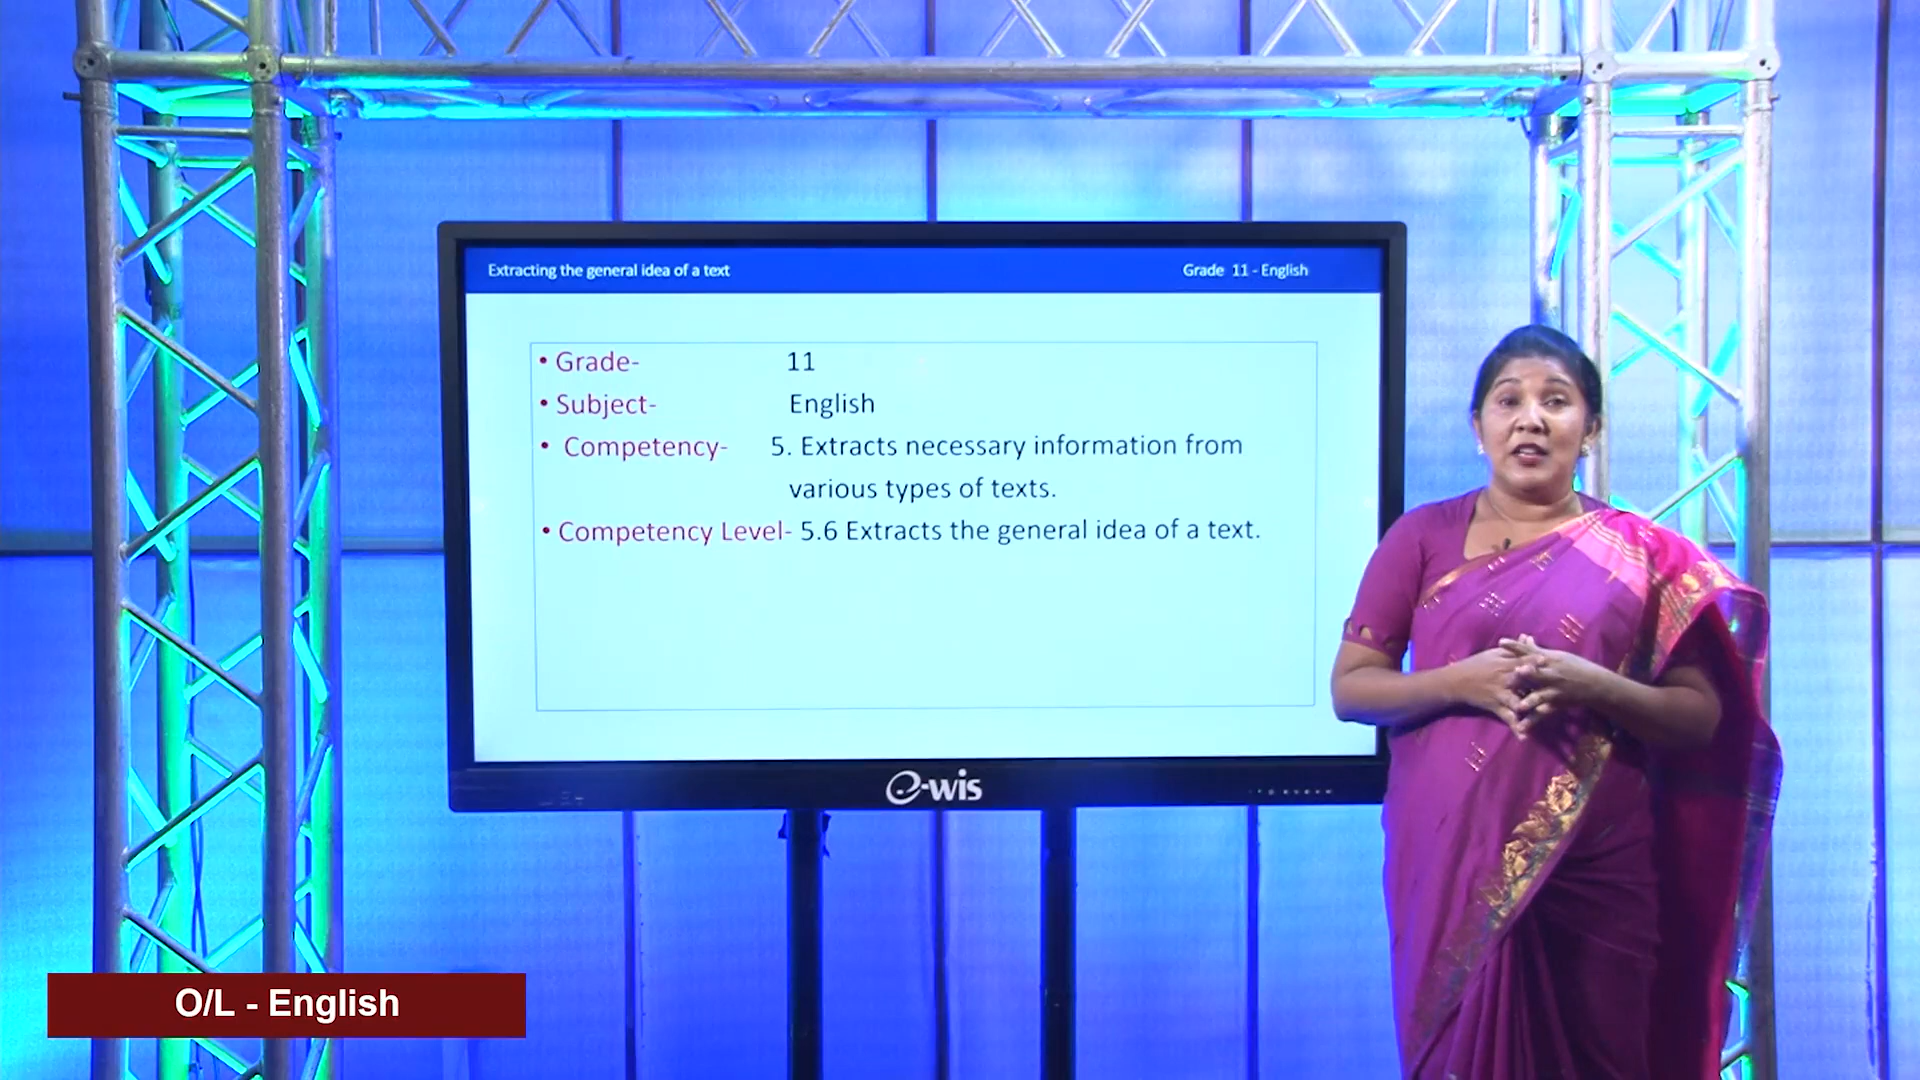 Extracting the general idea of a text
Grade 11 - English
• Grade- 11
• Subject- English
• Competency- 5. Extracts necessary information from
various types of texts.
• Competency Level- 5.6 Extracts the general idea of a text.
e-wis
O/L - English